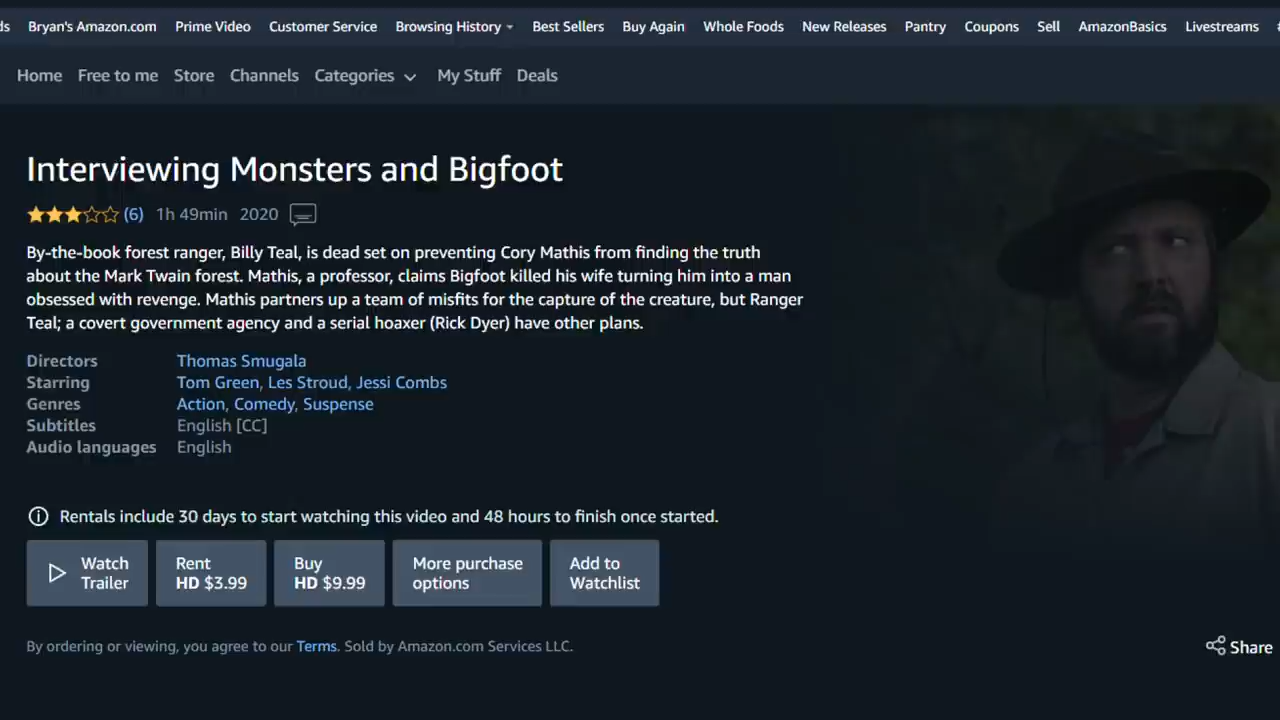 Bryan's Amazon.com Prime Video Customer Service Browsing History Best Sellers Buy Again Whole Foods New Releases Pantry Coupons Sell AmazonBasics Livestreams
Home Free to me Store Channels Categories My Stuff Deals
Interviewing Monsters and Bigfoot
(6) 1h 49min 2020
By-the-book forest ranger, Billy Teal, is dead set on preventing Cory Mathis from finding the truth
about the Mark Twain forest. Mathis, a professor, claims Bigfoot killed his wife turning him into a man
obsessed with revenge. Mathis partners up a team of misfits for the capture of the creature, but Ranger
Teal; a covert government agency and a serial hoaxer (Rick Dyer) have other plans.
Directors Thomas Smugala
Starring Tom Green, Les Stroud, Jessi Combs
Genres Action, Comedy, Suspense
Subtitles English [CC]
Audio languages English
Rentals include 30 days to start watching this video and 48 hours to finish once started.
Watch Trailer
Rent HD $3.99
Buy HD $9.99
More purchase options
Add to Watchlist
By ordering or viewing, you agree to our Terms. Sold by Amazon.com Services LLC.
Share